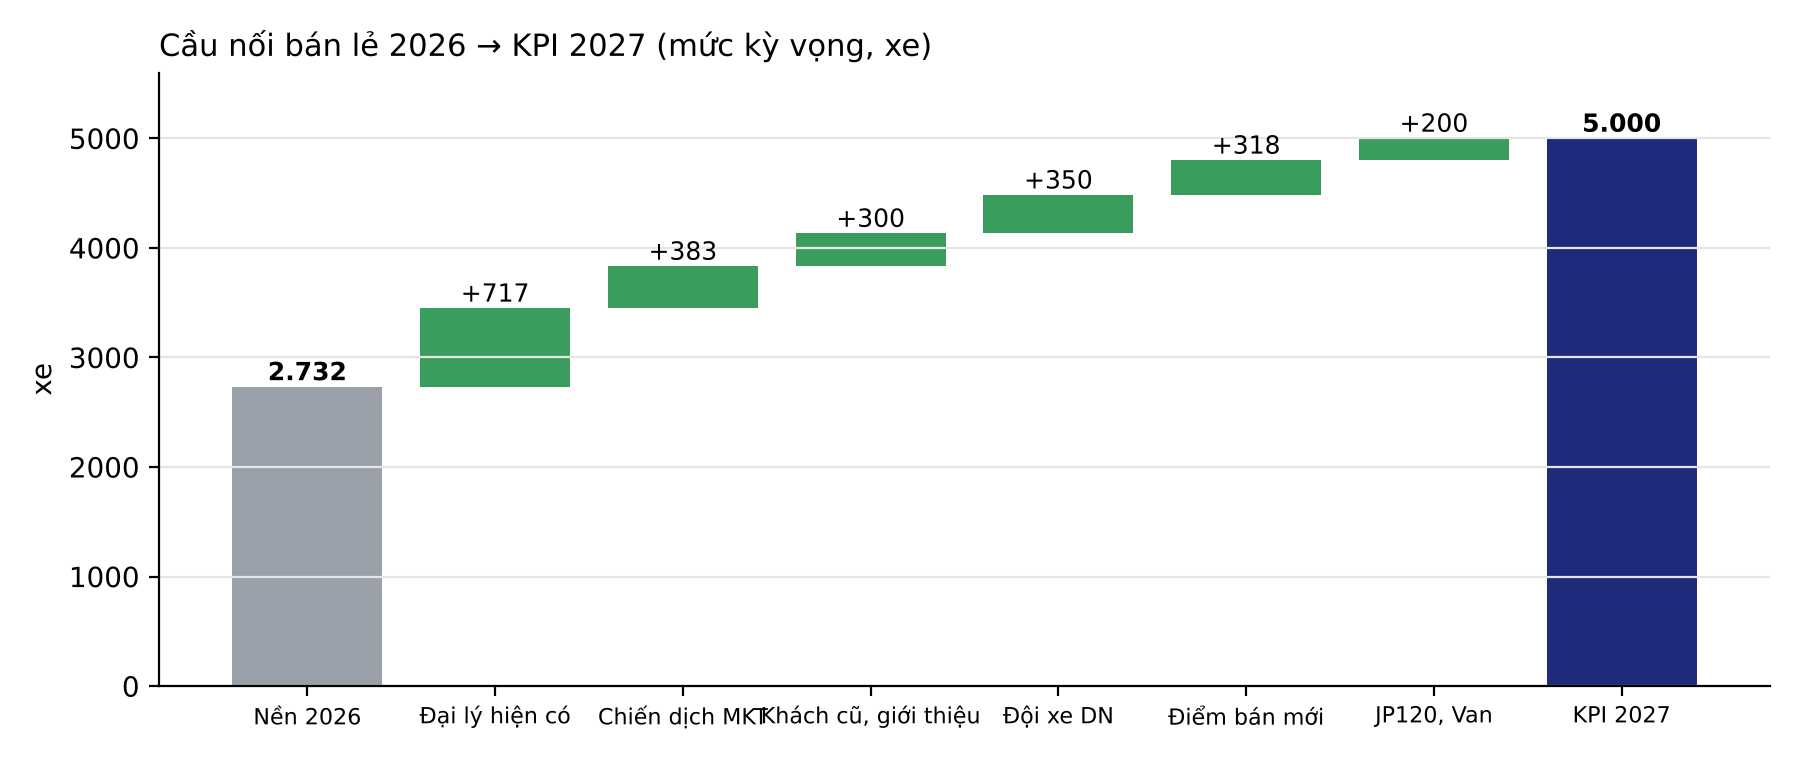 Cầu nối bán lẻ 2026 → KPI 2027 (mức kỳ vọng, xe)
xe
5000
4000
3000
2000
1000
0
2.732
+717
+383
+300
+350
+318
+200
5.000
Nền 2026
Đại lý hiện có
Chiến dịch MKT
Khách cũ, giới thiệu
Đội xe DN
Điểm bán mới
JP120, Van
KPI 2027